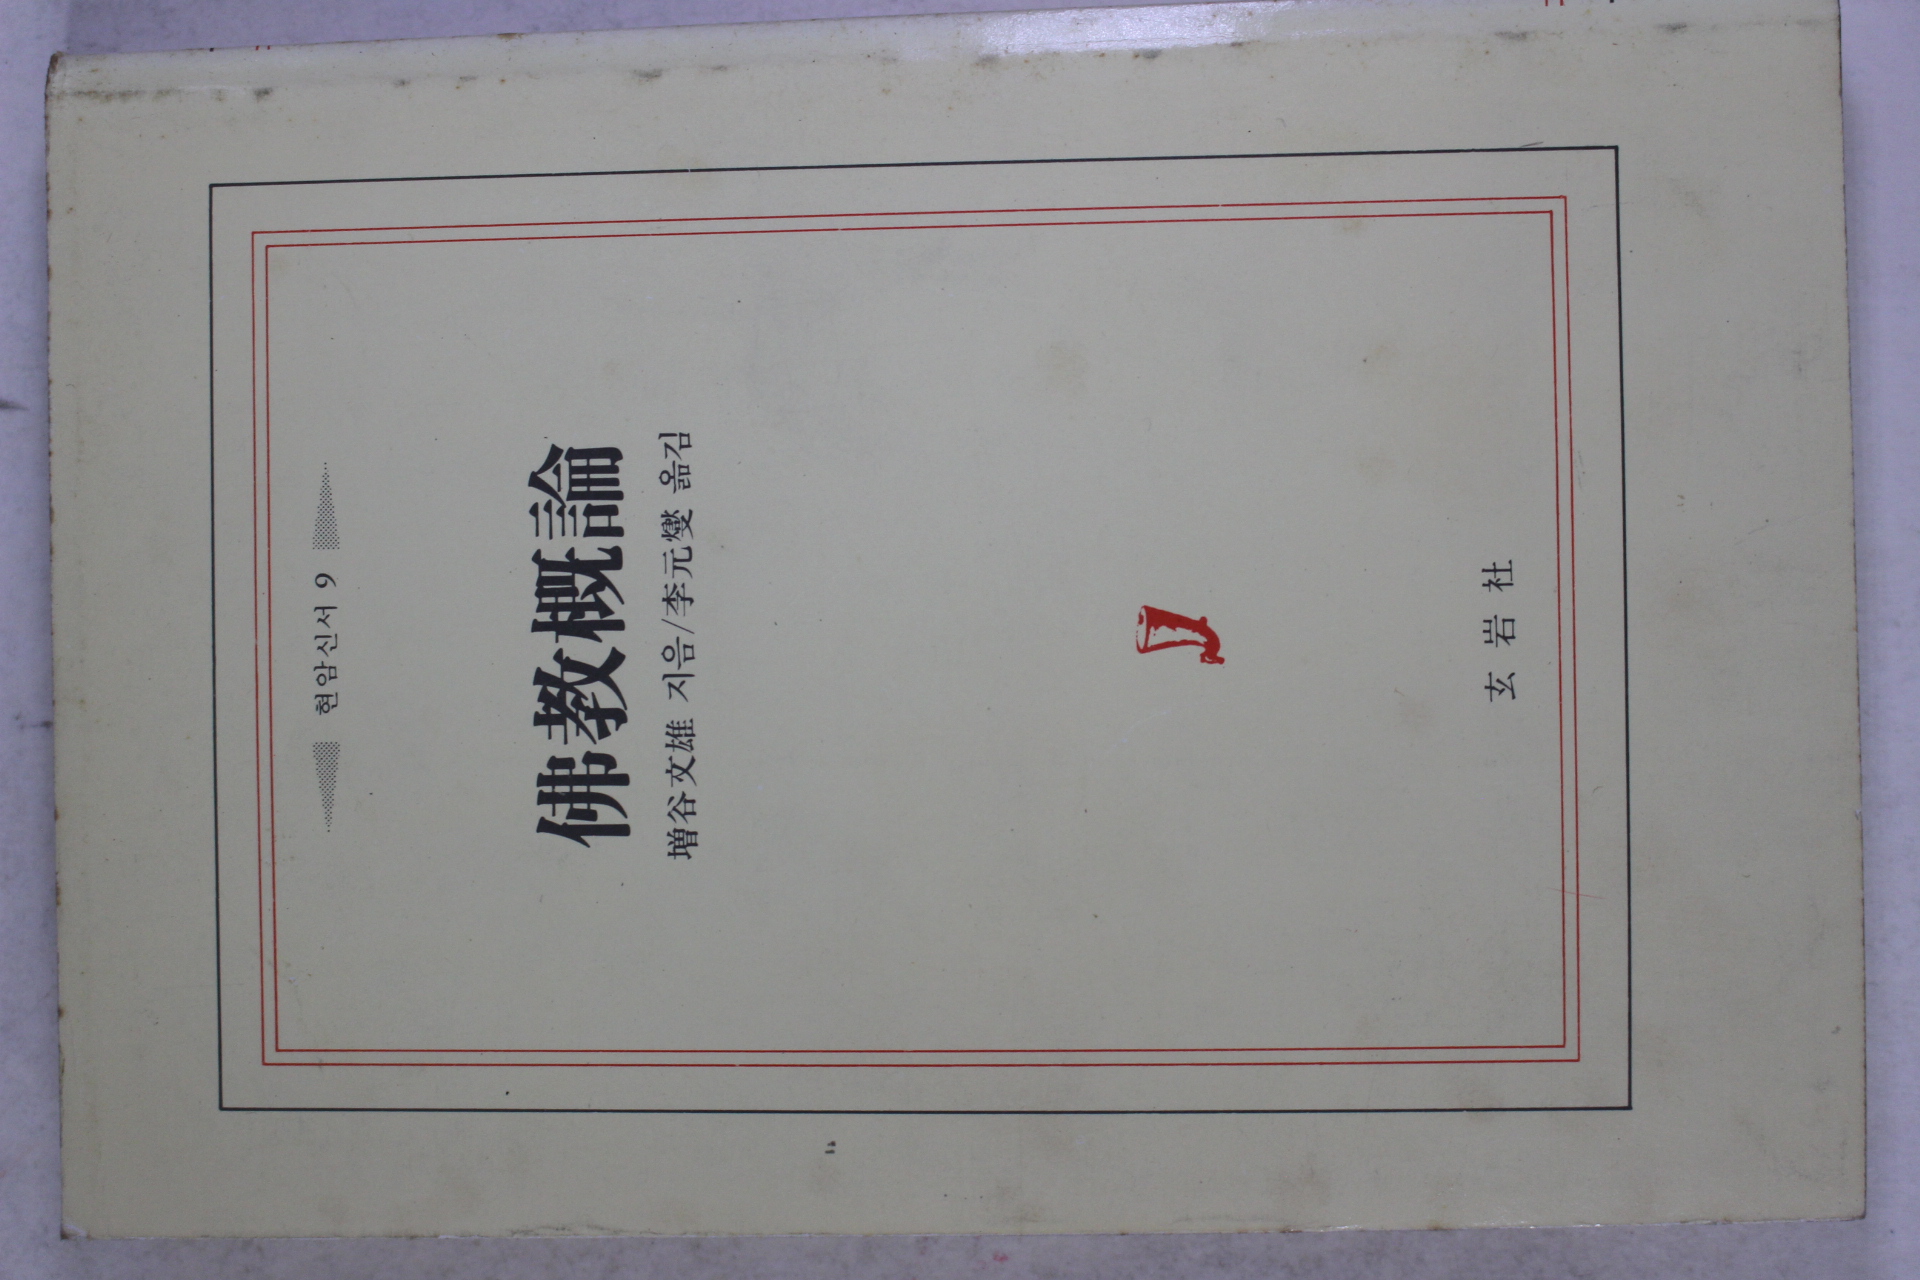 현암신서 9
佛敎槪論
增谷文雄 지음/李元燮 옮김
玄岩社